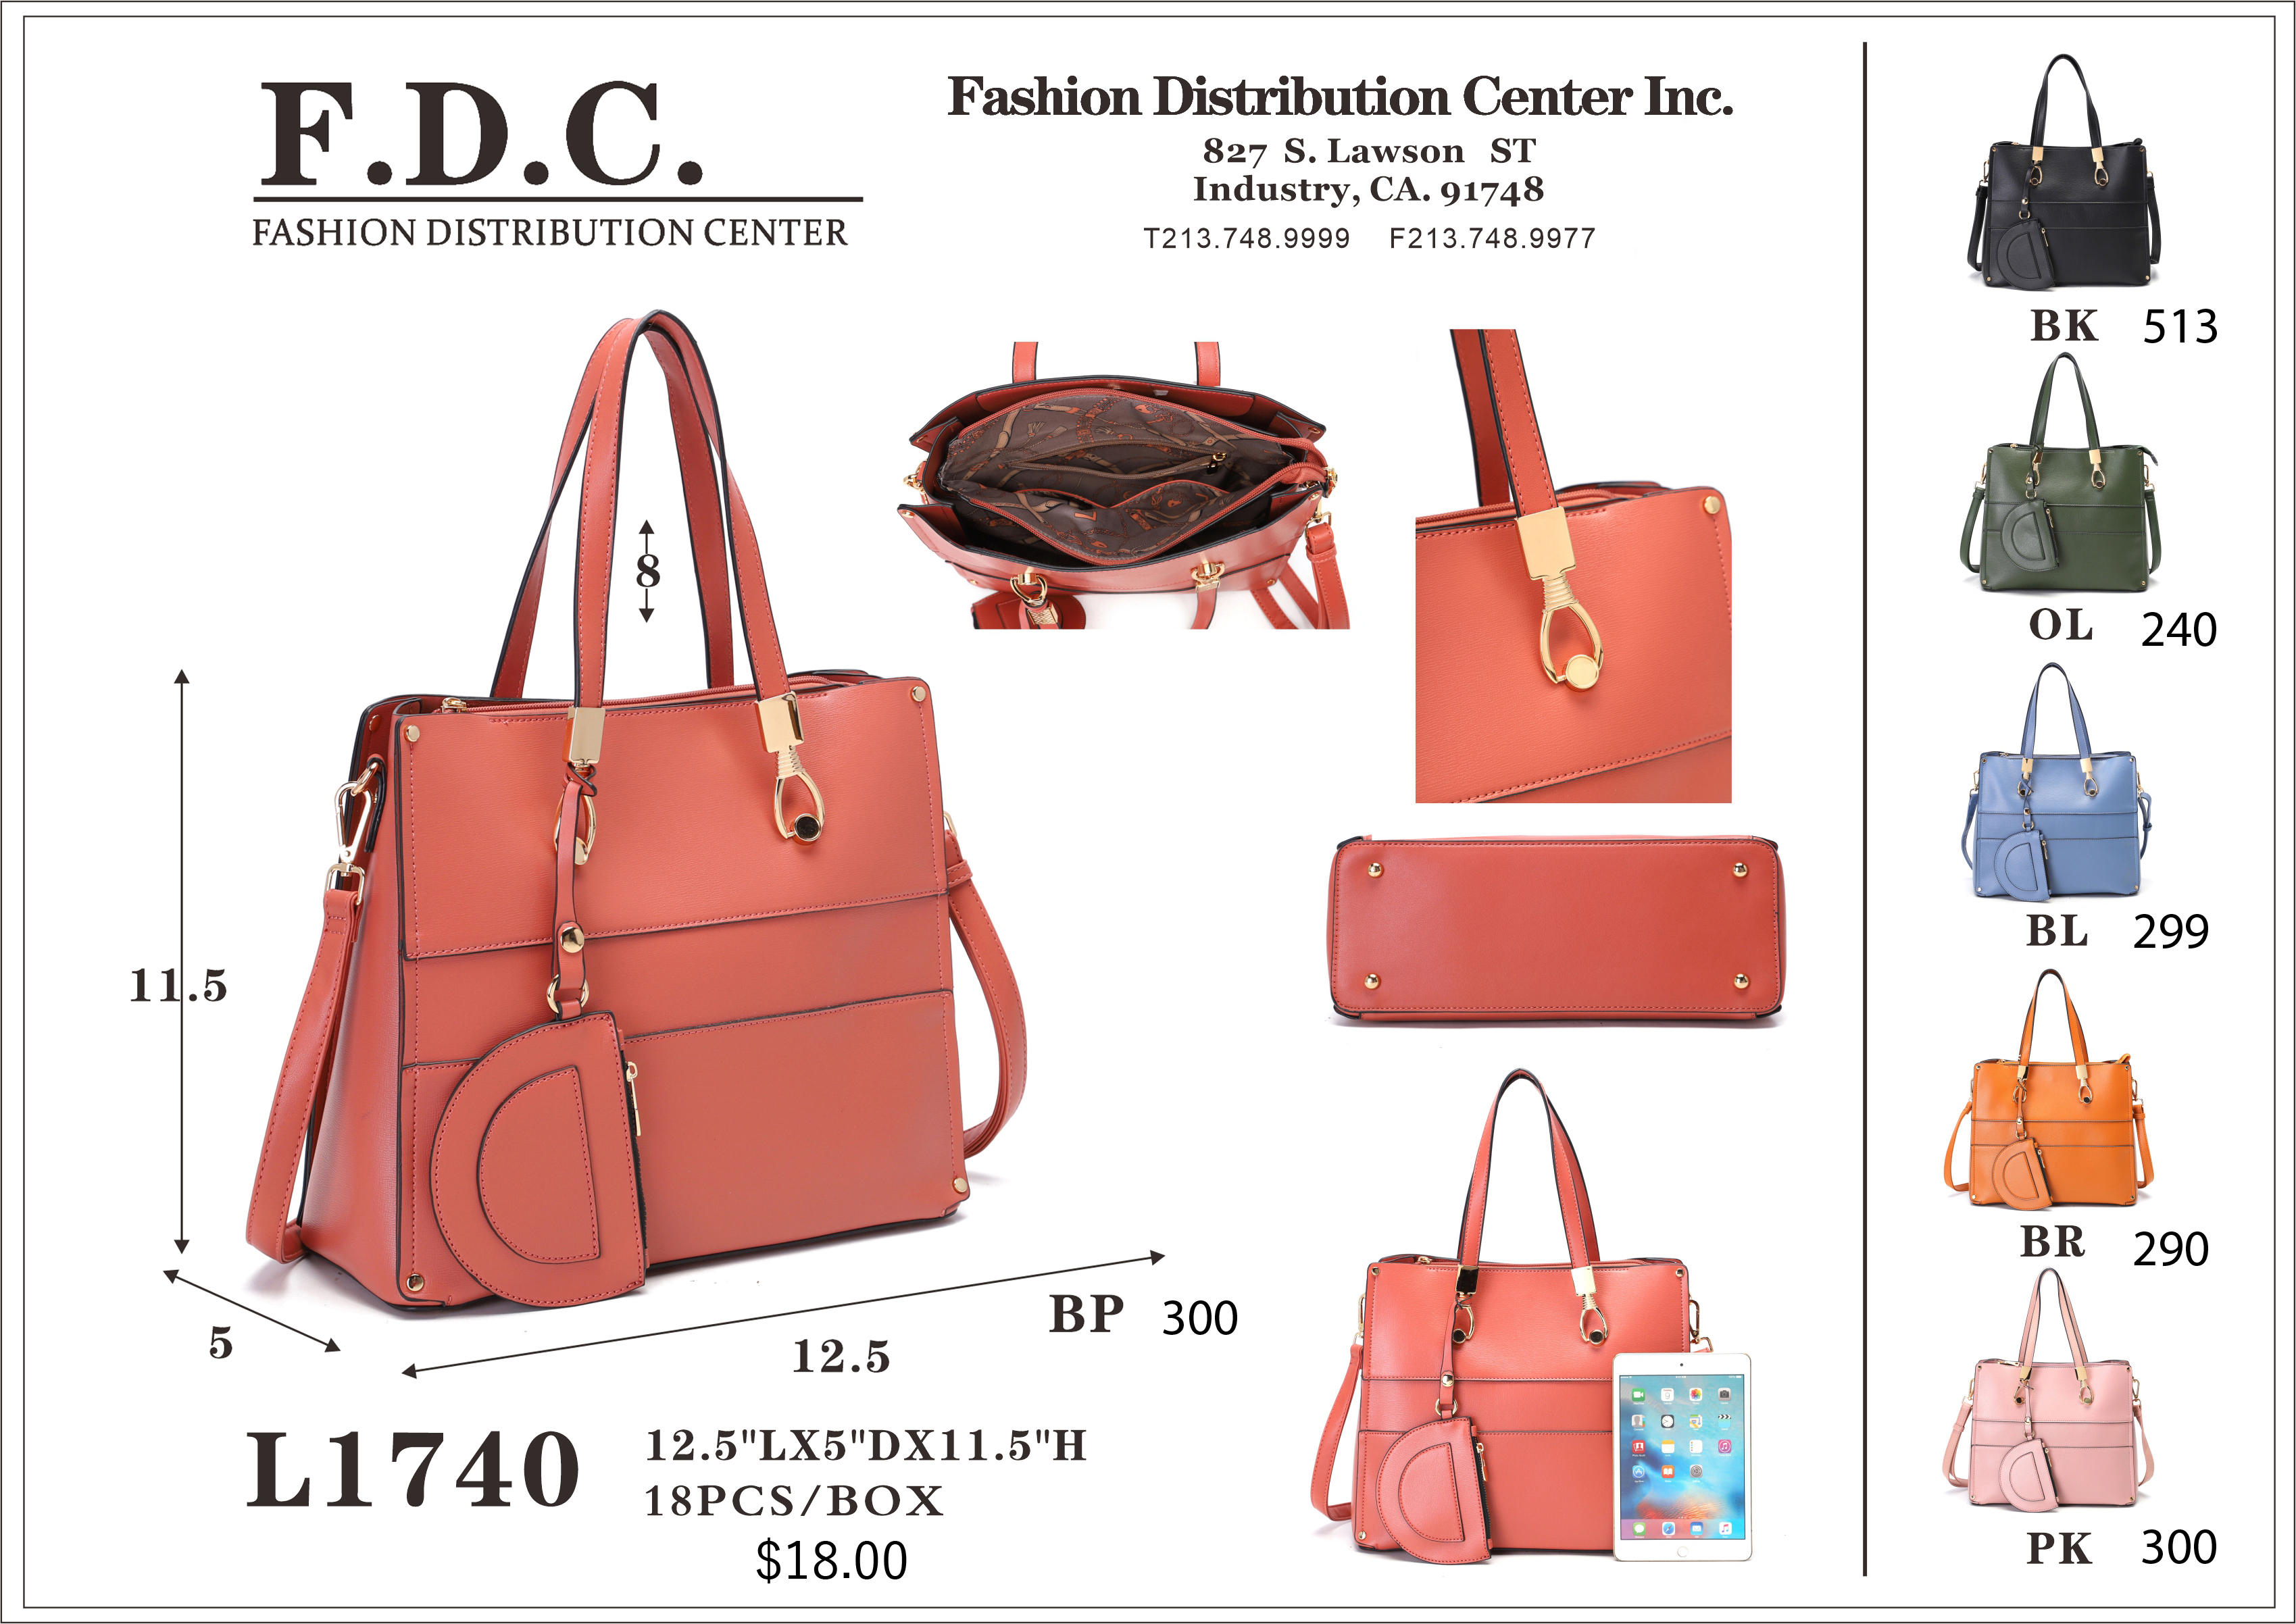 F.D.C.
FASHION DISTRIBUTION CENTER
Fashion Distribution Center Inc.
827 S. Lawson ST
Industry, CA. 91748
T213.748.9999 F213.748.9977
8
11.5
5
12.5
BP 300
L1740
12.5"LX5"DX11.5"H
18PCS/BOX
$18.00
BK 513
OL 240
BL 299
BR 290
PK 300